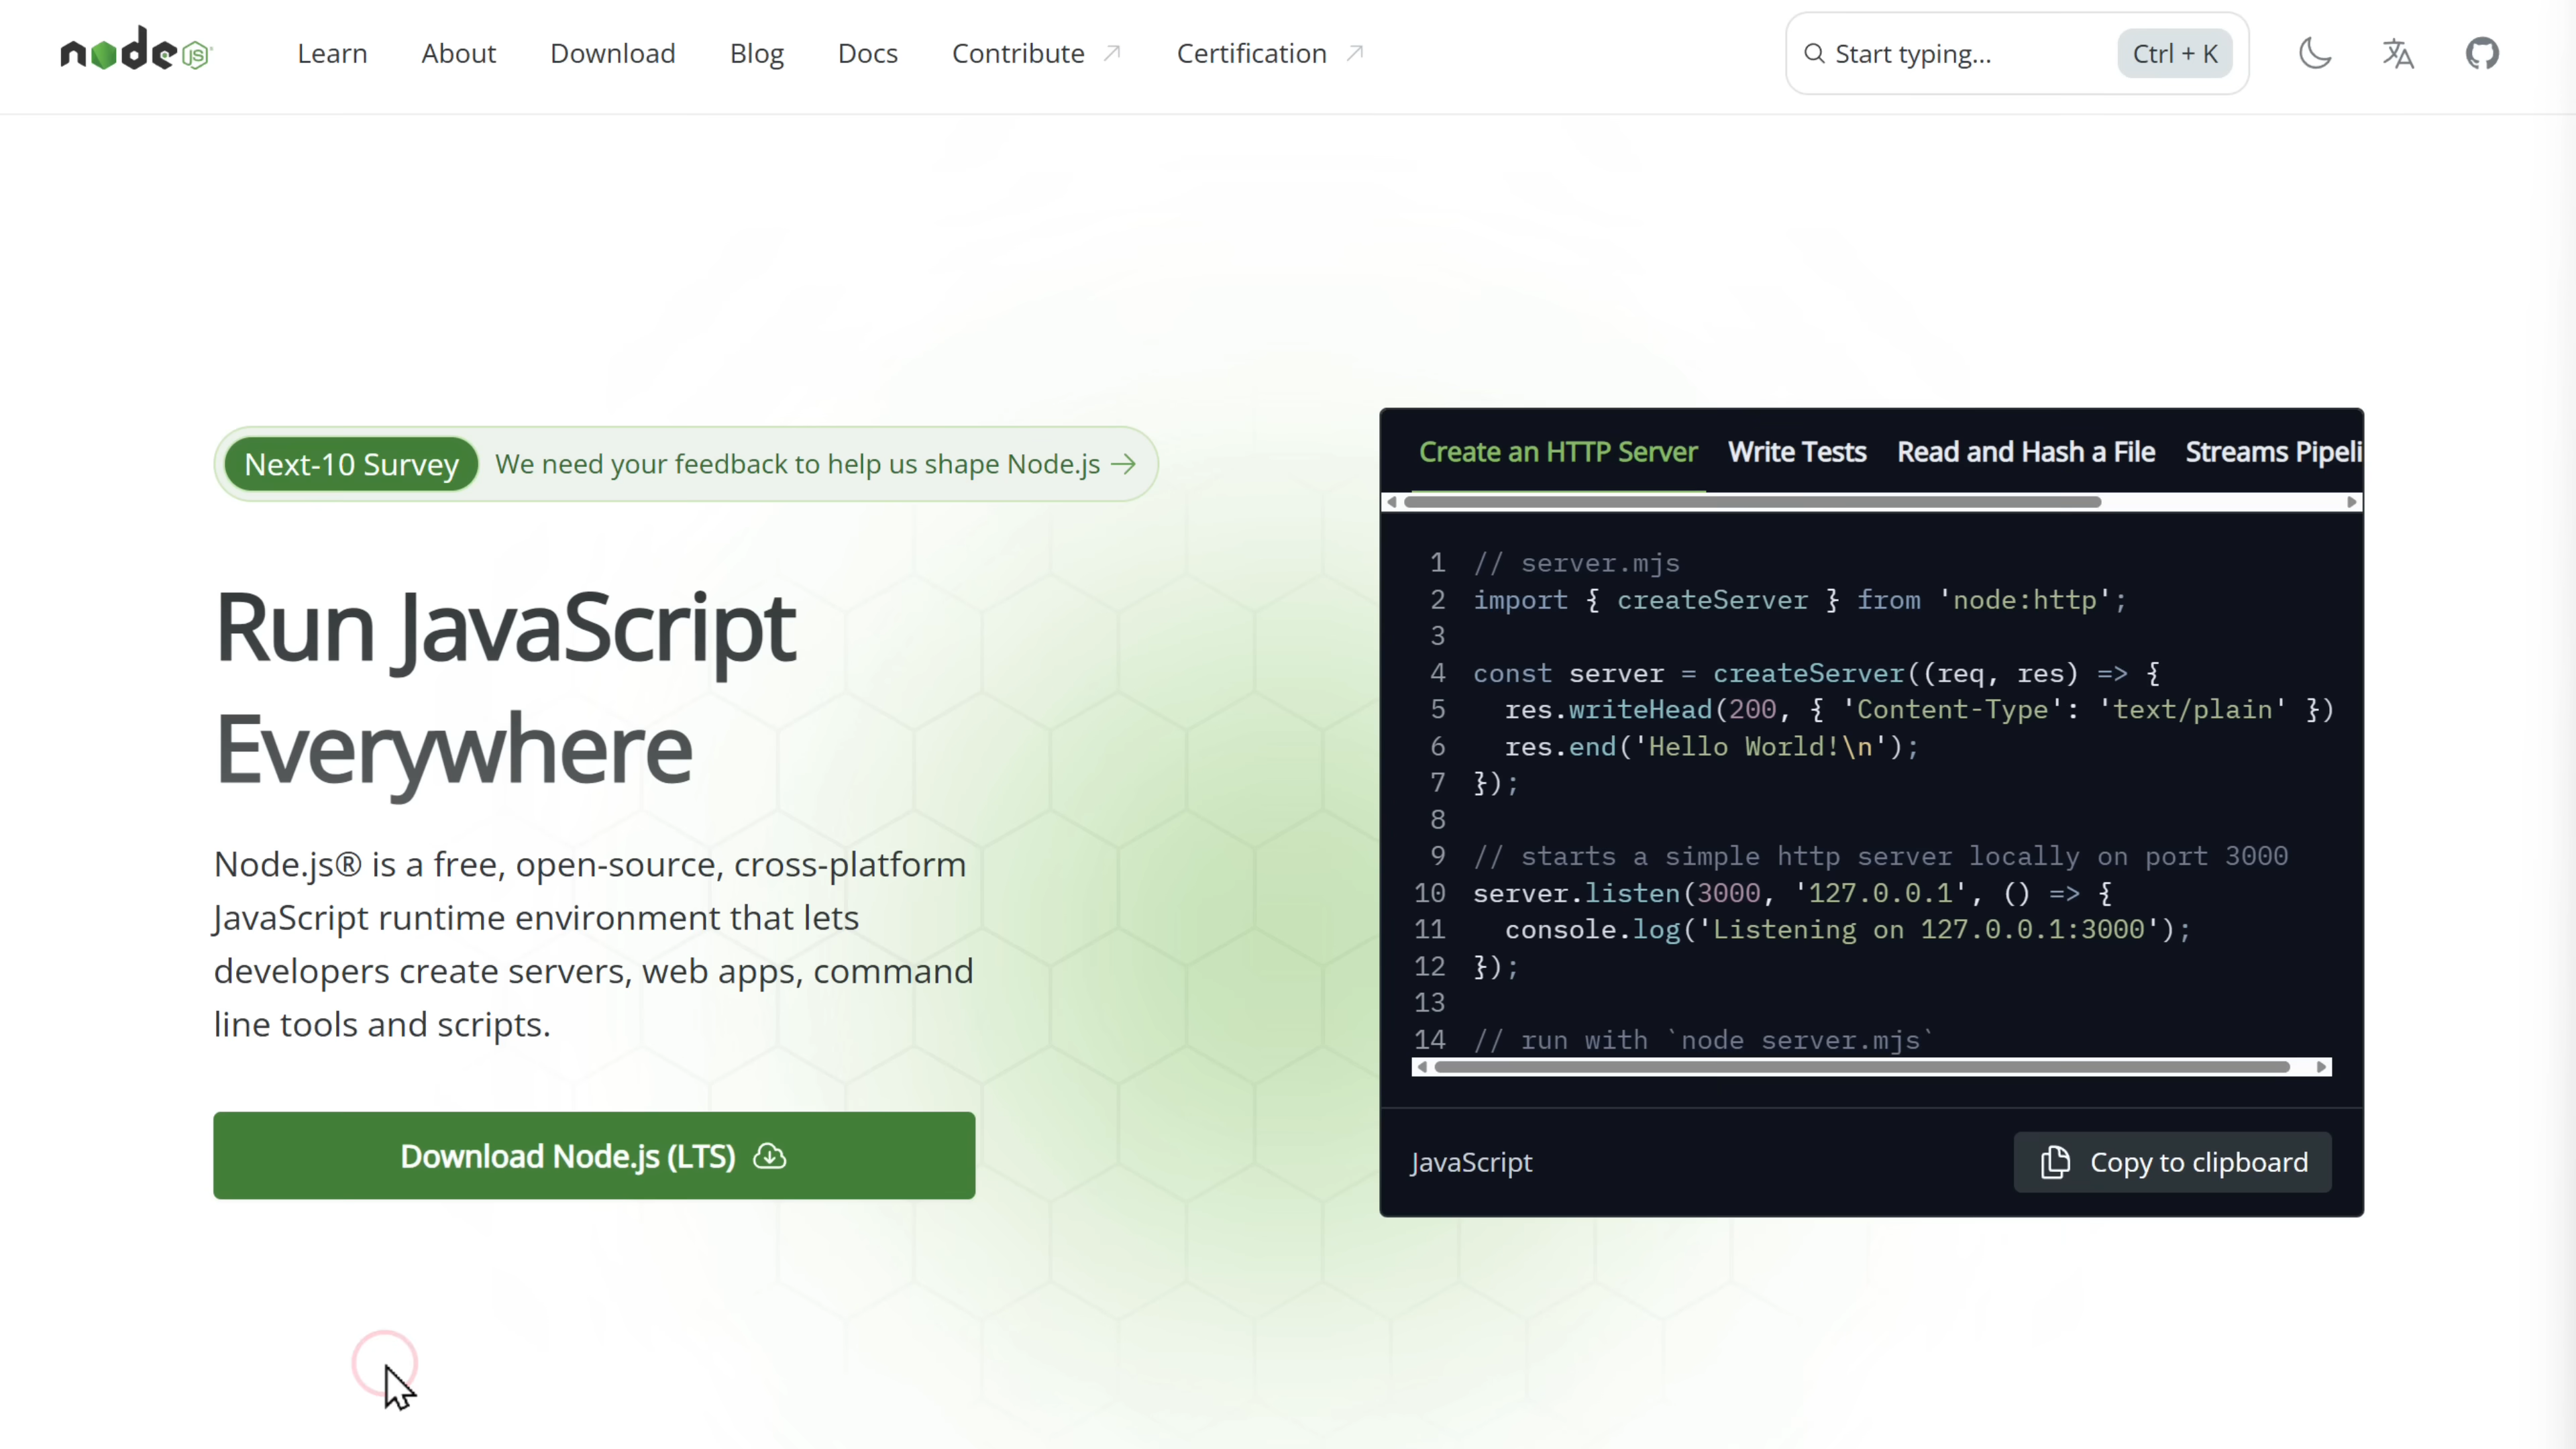 node JS
Learn
About
Download
Blog
Docs
Contribute
Certification
Start typing...
Ctrl + K
Next-10 Survey
We need your feedback to help us shape Node.js
Run JavaScript
Everywhere
Node.js® is a free, open-source, cross-platform
JavaScript runtime environment that lets
developers create servers, web apps, command
line tools and scripts.
Download Node.js (LTS)
Create an HTTP Server
Write Tests
Read and Hash a File
Streams Pipeli
1 // server.mjs
2 import { createServer } from 'node:http';
3
4 const server = createServer((req, res) => {
5 res.writeHead(200, { 'Content-Type': 'text/plain' })
6 res.end('Hello World!\n');
7 });
8
9 // starts a simple http server locally on port 3000
10 server.listen(3000, '127.0.0.1', () => {
11 console.log('Listening on 127.0.0.1:3000');
12 });
13
14 // run with `node server.mjs`
JavaScript
Copy to clipboard